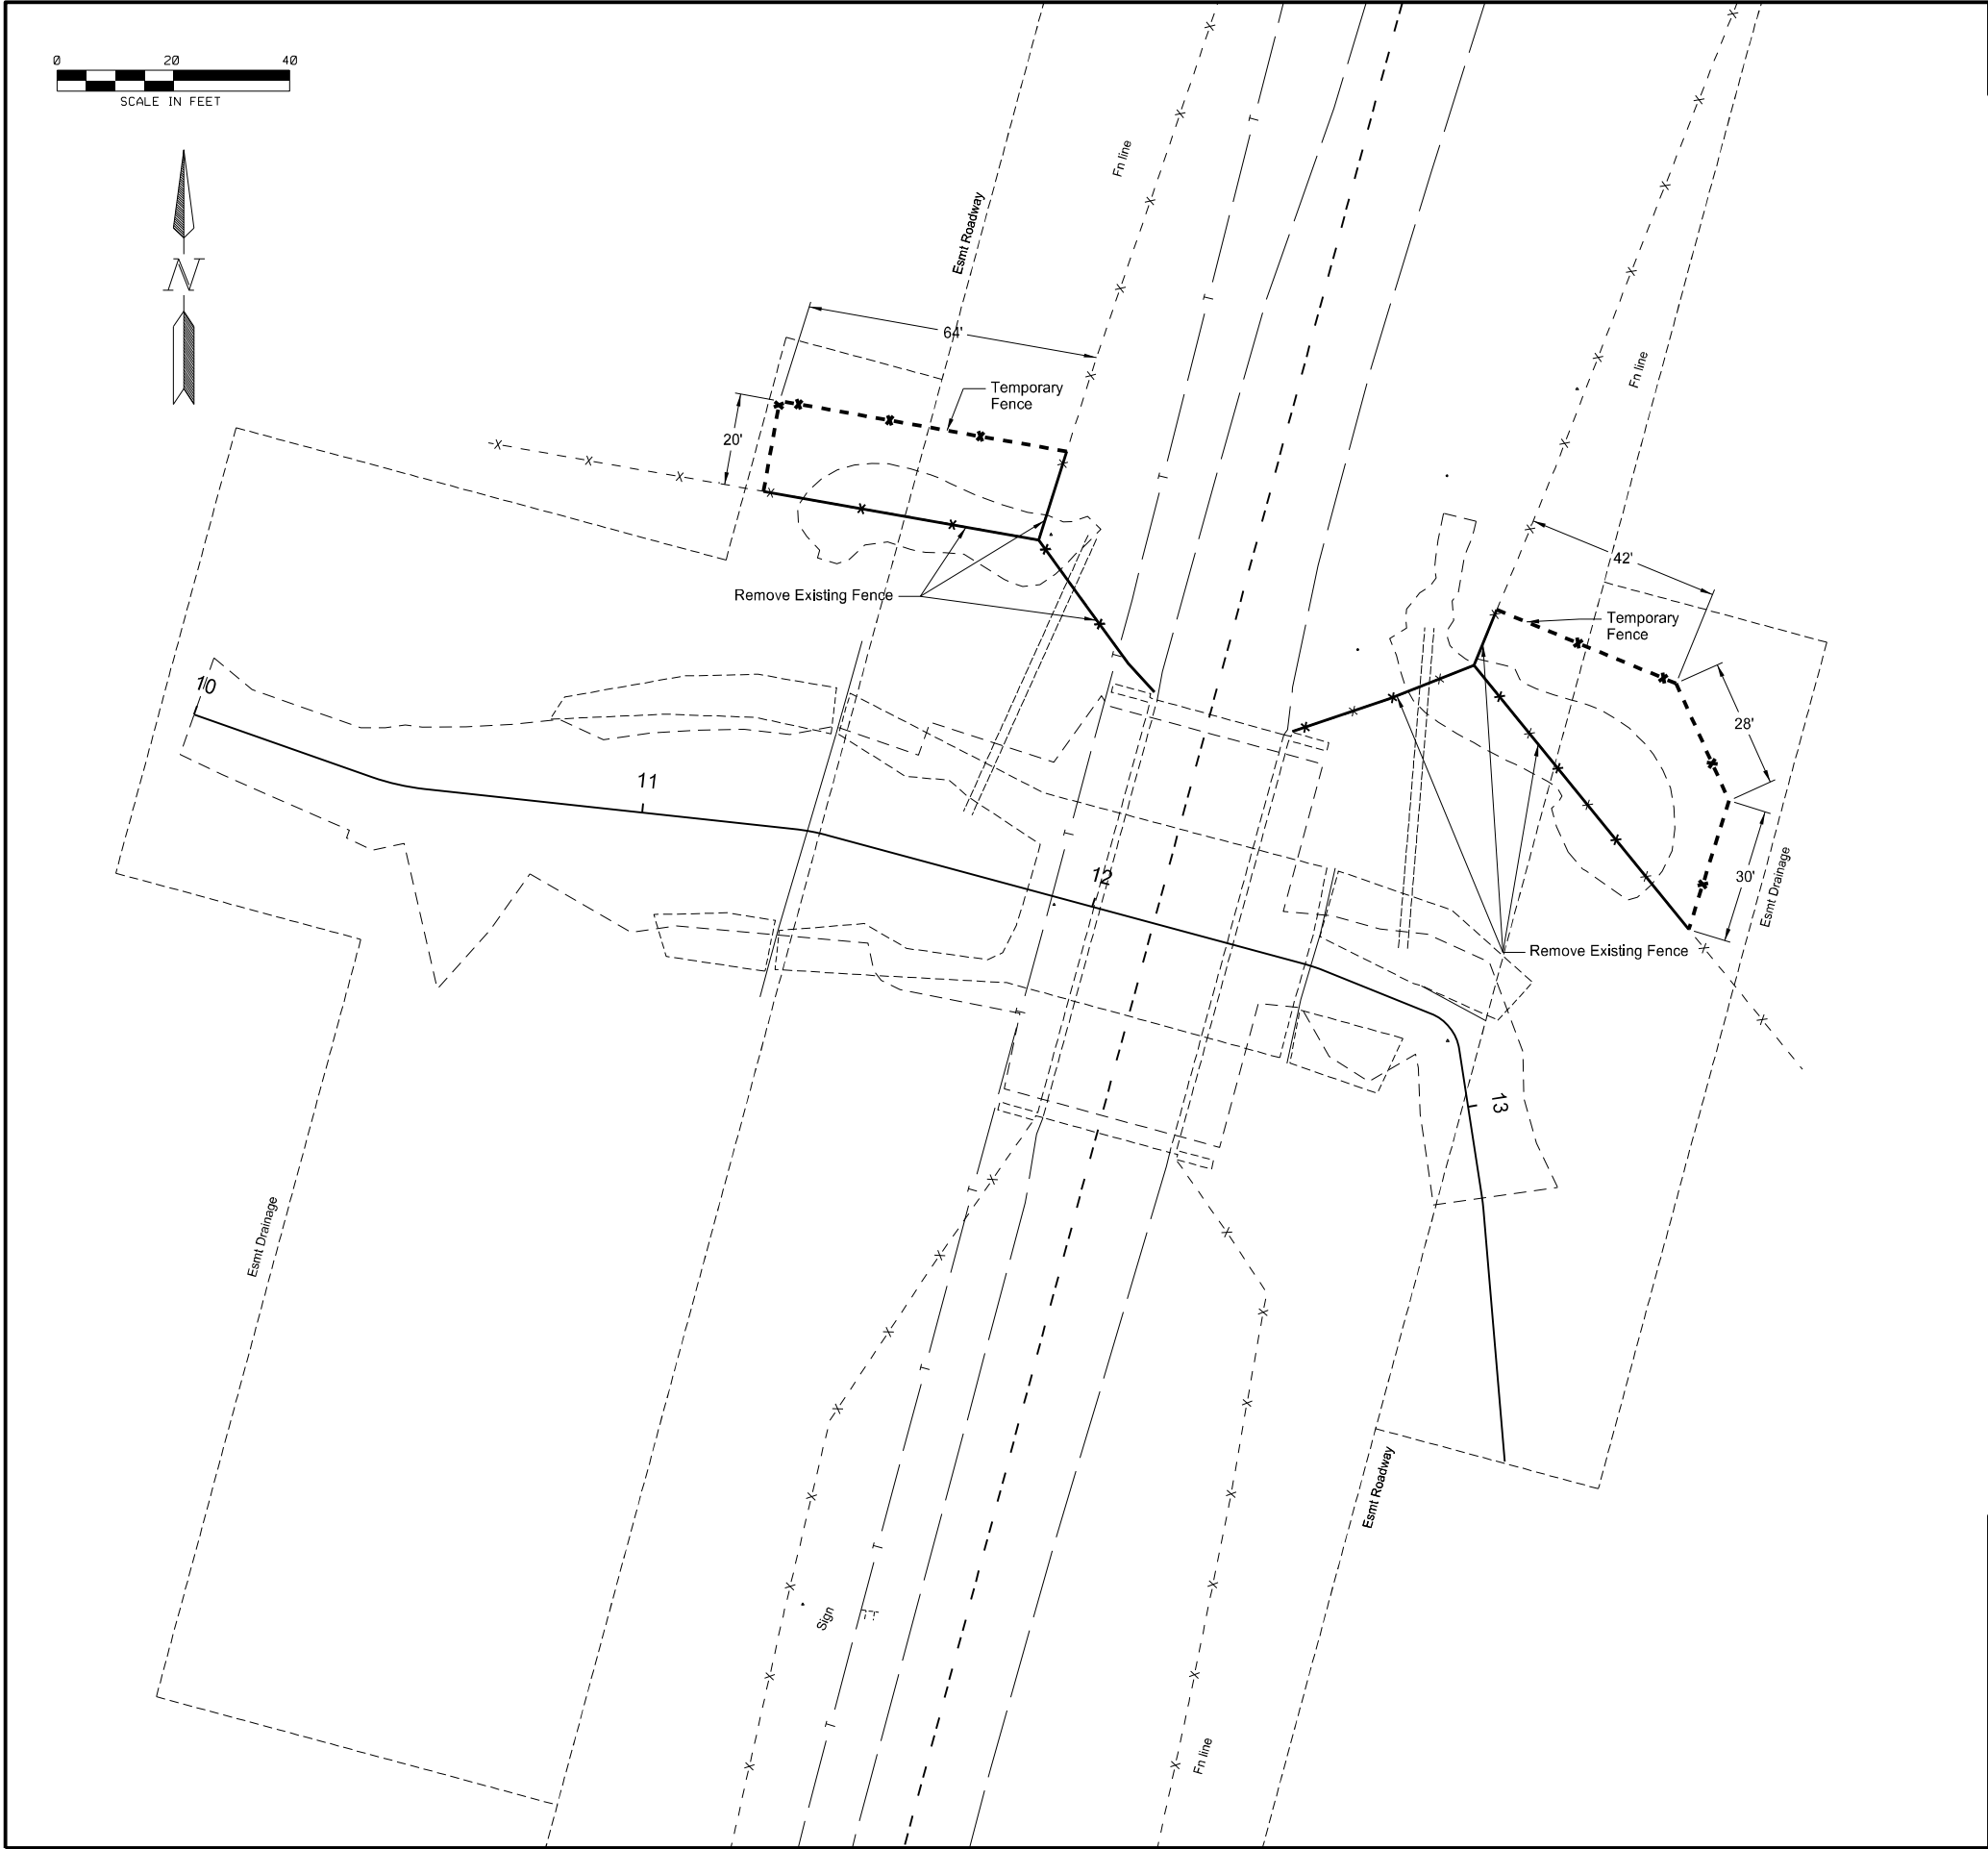 0 20 40
SCALE IN FEET
N
Fn line
Esmt Roadway
64'
Temporary
Fence
20'
Remove Existing Fence
Fn line
42'
Temporary
Fence
28'
30'
Esmt Drainage
Remove Existing Fence
10
11
12
13
Esmt Drainage
Esmt Roadway
Sign
Fn line
X
T